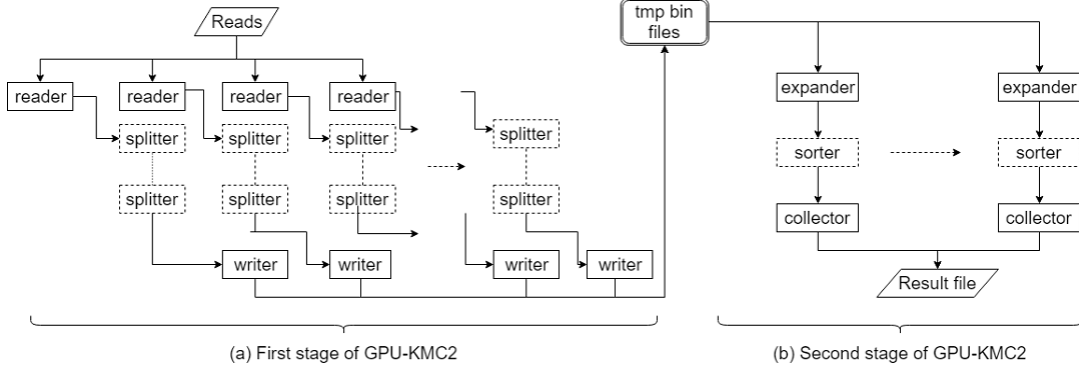 Reads
tmp bin
files
reader reader reader reader
expander expander
splitter splitter splitter splitter
sorter sorter
splitter splitter splitter splitter
collector collector
writer writer writer writer
Result file
(a) First stage of GPU-KMC2
(b) Second stage of GPU-KMC2